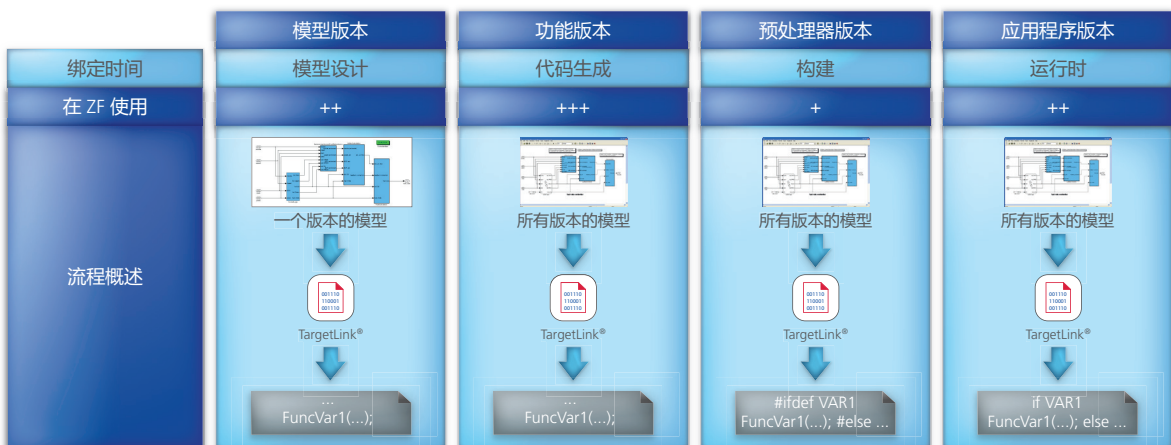 模型版本 功能版本 预处理器版本 应用程序版本
绑定时间 模型设计 代码生成 构建 运行时
在 ZF 使用 ++ +++ + ++
流程概述
一个版本的模型 所有版本的模型 所有版本的模型 所有版本的模型
001110 001110 001110 001110
110001 110001 110001 110001
001110 001110 001110 001110
TargetLink® TargetLink® TargetLink® TargetLink®
... ... #ifdef VAR1 if VAR1
FuncVar1(...); FuncVar1(...); FuncVar1(...); #else ... FuncVar1(...); else ...